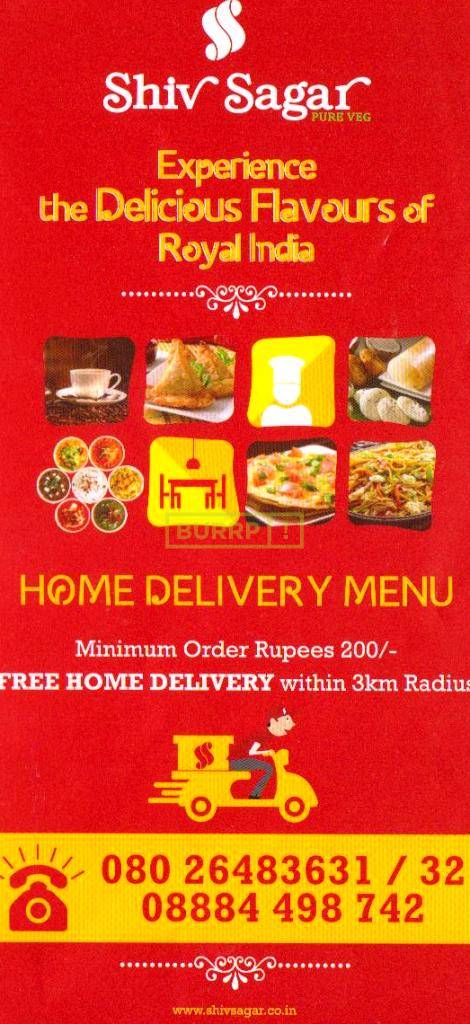 Shiv Sagar
PURE VEG
Experience
the Delicious Flavours of
Royal India
BURRP!
HOME DELIVERY MENU
Minimum Order Rupees 200/-
FREE HOME DELIVERY within 3km Radius
080 26483631 / 32
08884 498 742
www.shivsagar.co.in